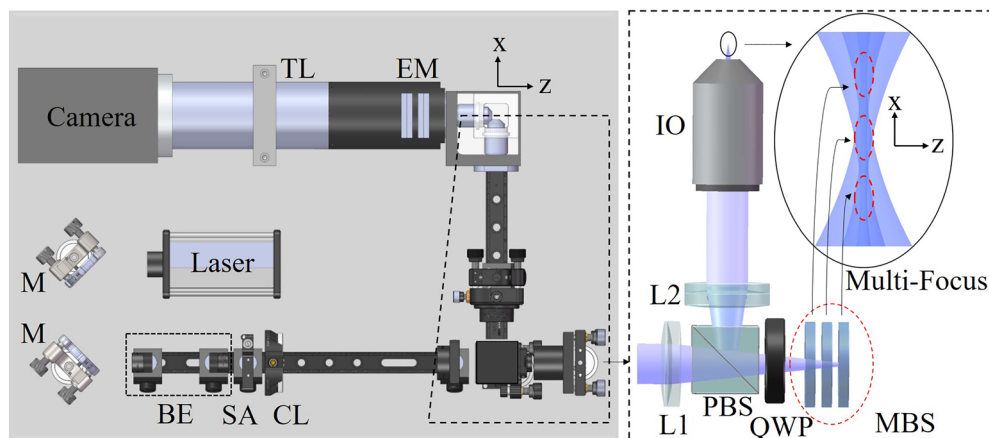 TL
EM
x
z
Camera
Laser
M
M
BE
SA
CL
IO
x
z
Multi-Focus
L2
L1
PBS
QWP
MBS